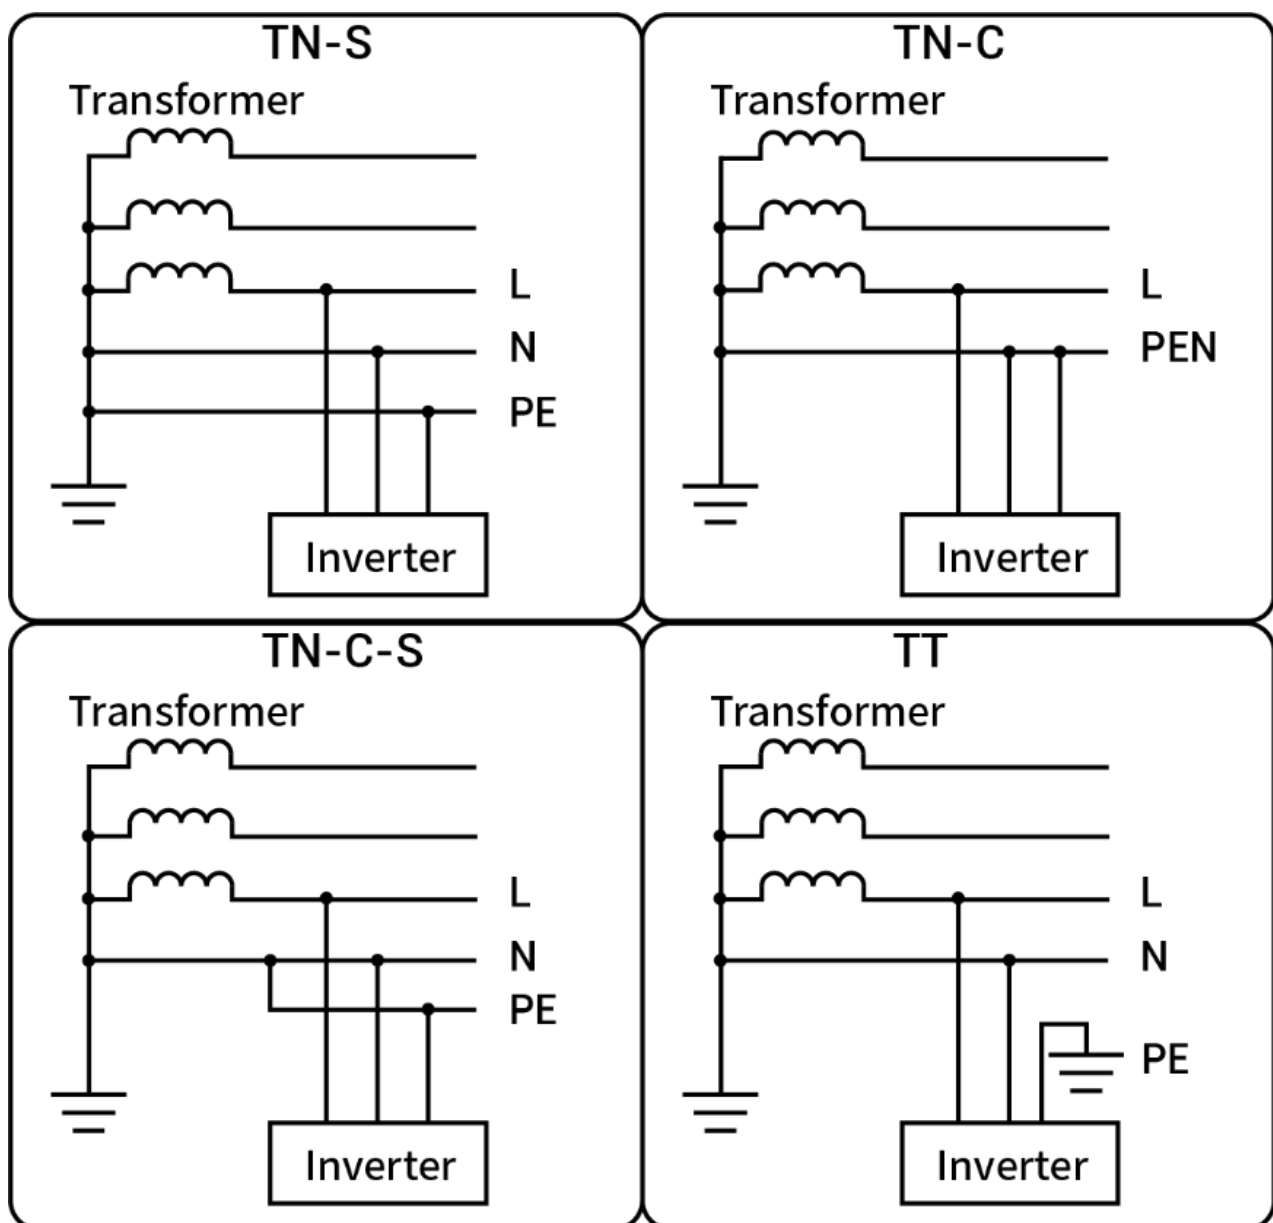 TN-S
Transformer
L
N
PE
Inverter
TN-C
Transformer
L
PEN
Inverter
TN-C-S
Transformer
L
N
PE
Inverter
TT
Transformer
L
N
PE
Inverter